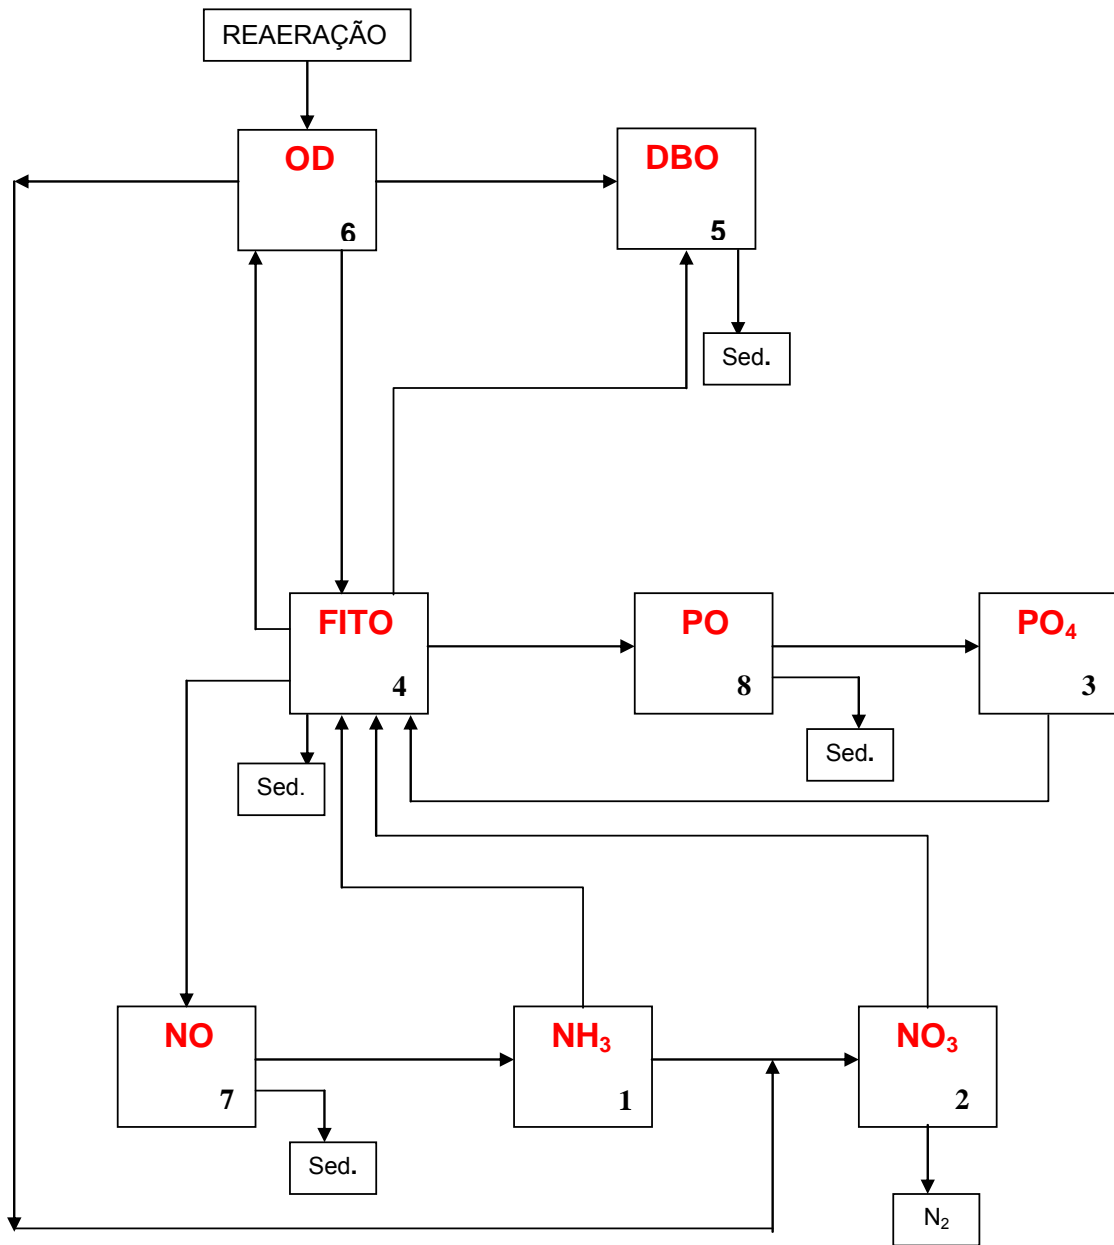 REAERAÇÃO
OD
6
DBO
5
Sed.
FITO
4
PO
8
PO₄
3
Sed.
Sed.
NO
7
NH₃
1
NO₃
2
Sed.
N₂